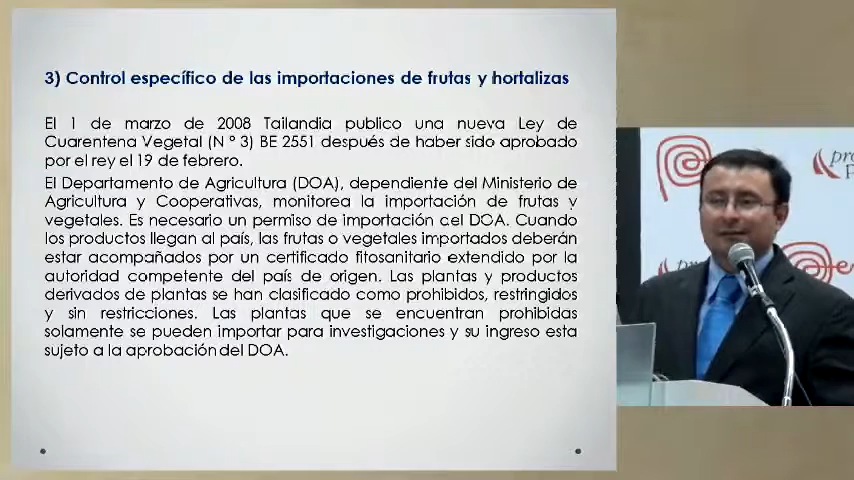 3) Control específico de las importaciones de frutas y hortalizas
El 1 de marzo de 2008 Tailandia publico una nueva Ley de
Cuarentena Vegetal (N ° 3) BE 2551 después de haber sido aprobado
por el rey el 19 de febrero.
El Departamento de Agricultura (DOA), dependiente del Ministerio de
Agricultura y Cooperativas, monitorea la importación de frutas y
vegetales. Es necesario un permiso de importación del DOA. Cuando
los productos llegan al país, las frutas o vegetales importados deberán
estar acompañados por un certificado fitosanitario extendido por la
autoridad competente del país de origen. Las plantas y productos
derivados de plantas se han clasificado como prohibidos, restringidos
y sin restricciones. Las plantas que se encuentran prohibidas
solamente se pueden importar para investigaciones y su ingreso esta
sujeto a la aprobación del DOA.